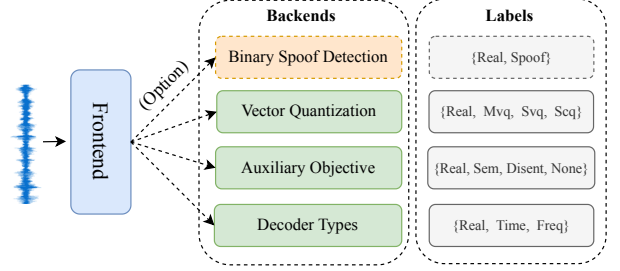 Backends
Labels
Binary Spoof Detection
{Real, Spoof}
(Option)
Frontend
Vector Quantization
{Real, Mvq, Svq, Scq}
Auxiliary Objective
{Real, Sem, Disent, None}
Decoder Types
{Real, Time, Freq}